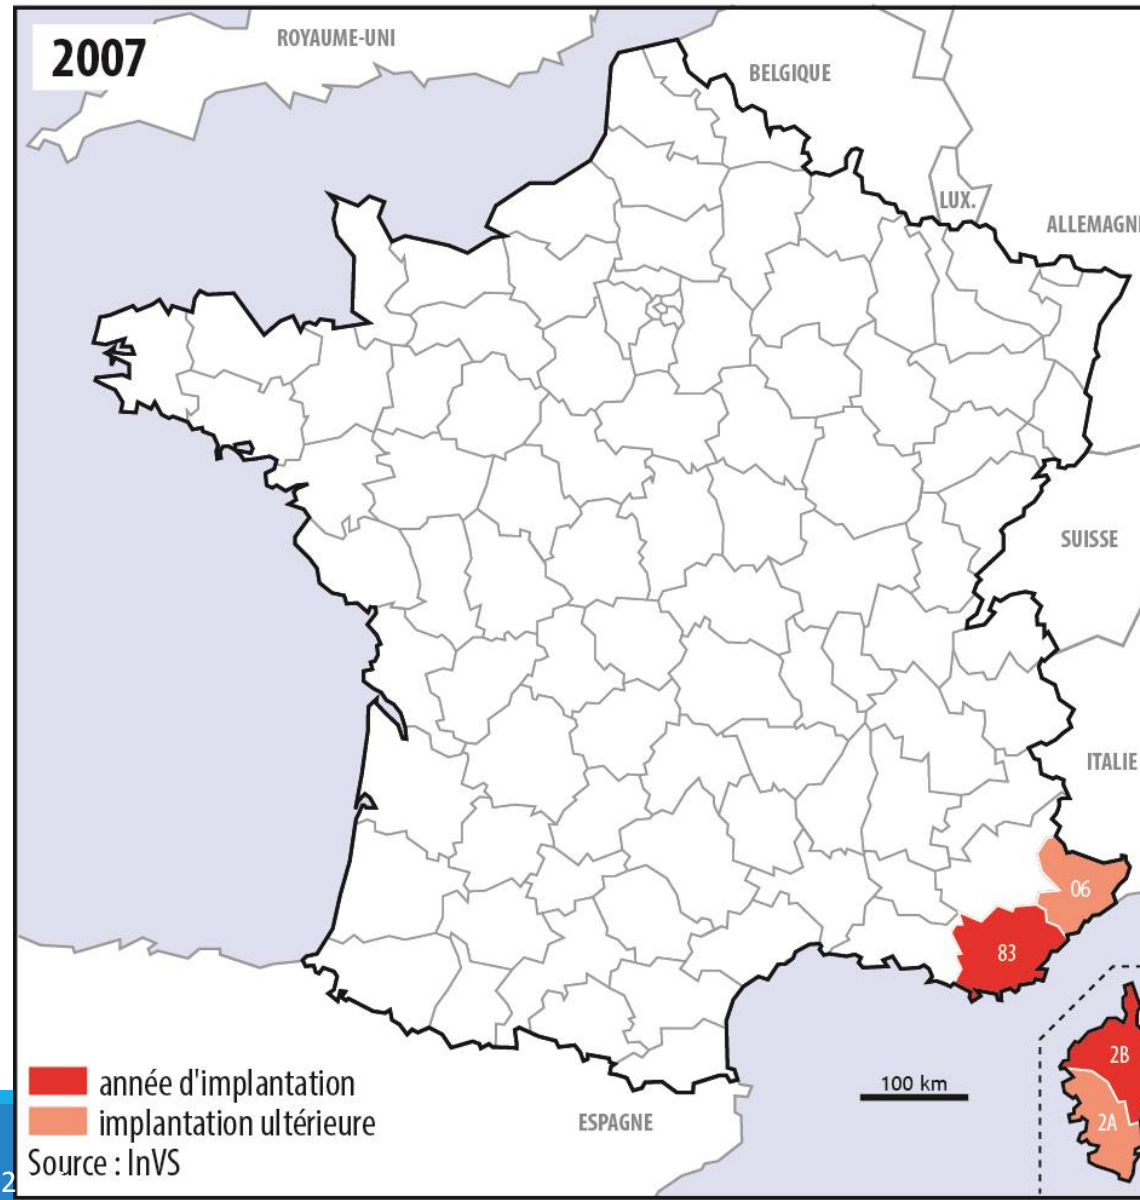 2007
ROYAUME-UNI
BELGIQUE
LUX.
ALLEMAGNE
SUISSE
ITALIE
06
83
2B
2A
100 km
année d'implantation
implantation ultérieure
ESPAGNE
Source : InVS
2